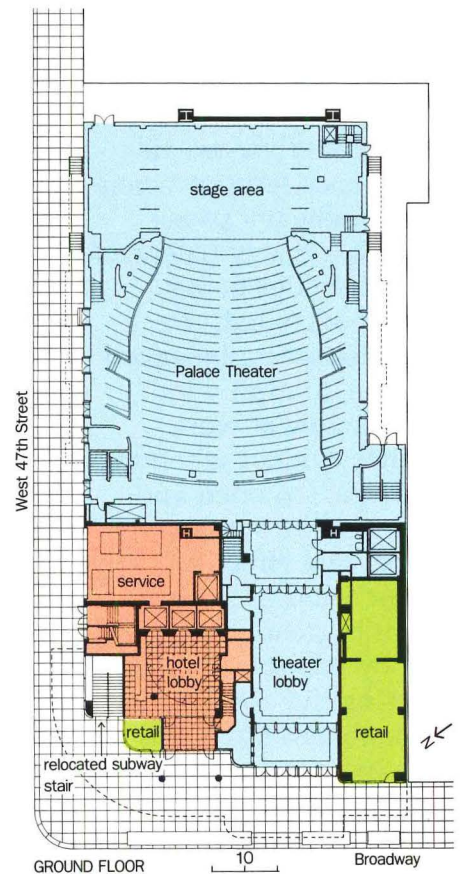 stage area
Palace Theater
West 47th Street
service
hotel
lobby
theater
lobby
retail
retail
relocated subway
stair
N
GROUND FLOOR
10
Broadway